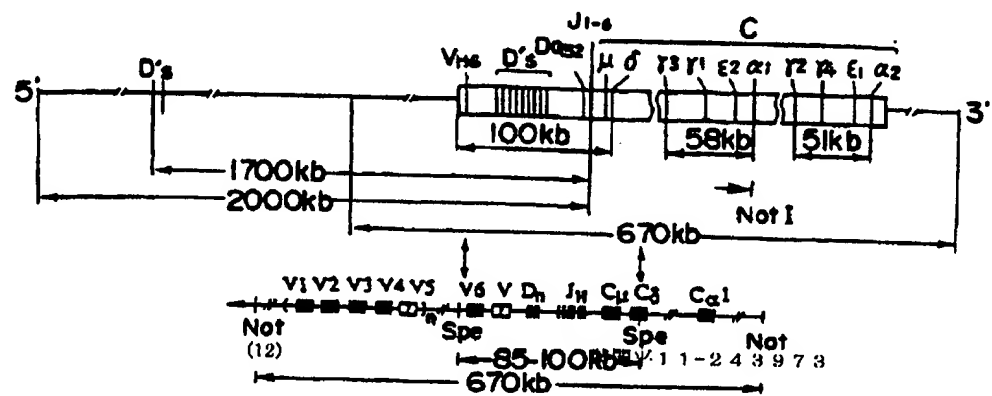 J1-6
C
D's
VH6
D's
DQ52
μ δ
γ3 γ1 ε2 α1
γ2 γ4 ε1 α2
5'
3'
100kb
58kb
51kb
1700kb
2000kb
Not I
670kb
V1 V2 V3 V4 V5
V6 V Dn JH Cμ Cδ Cα1
n
Not
Spe
Spe
Not
(12)
85-100kb
11-243973
670kb